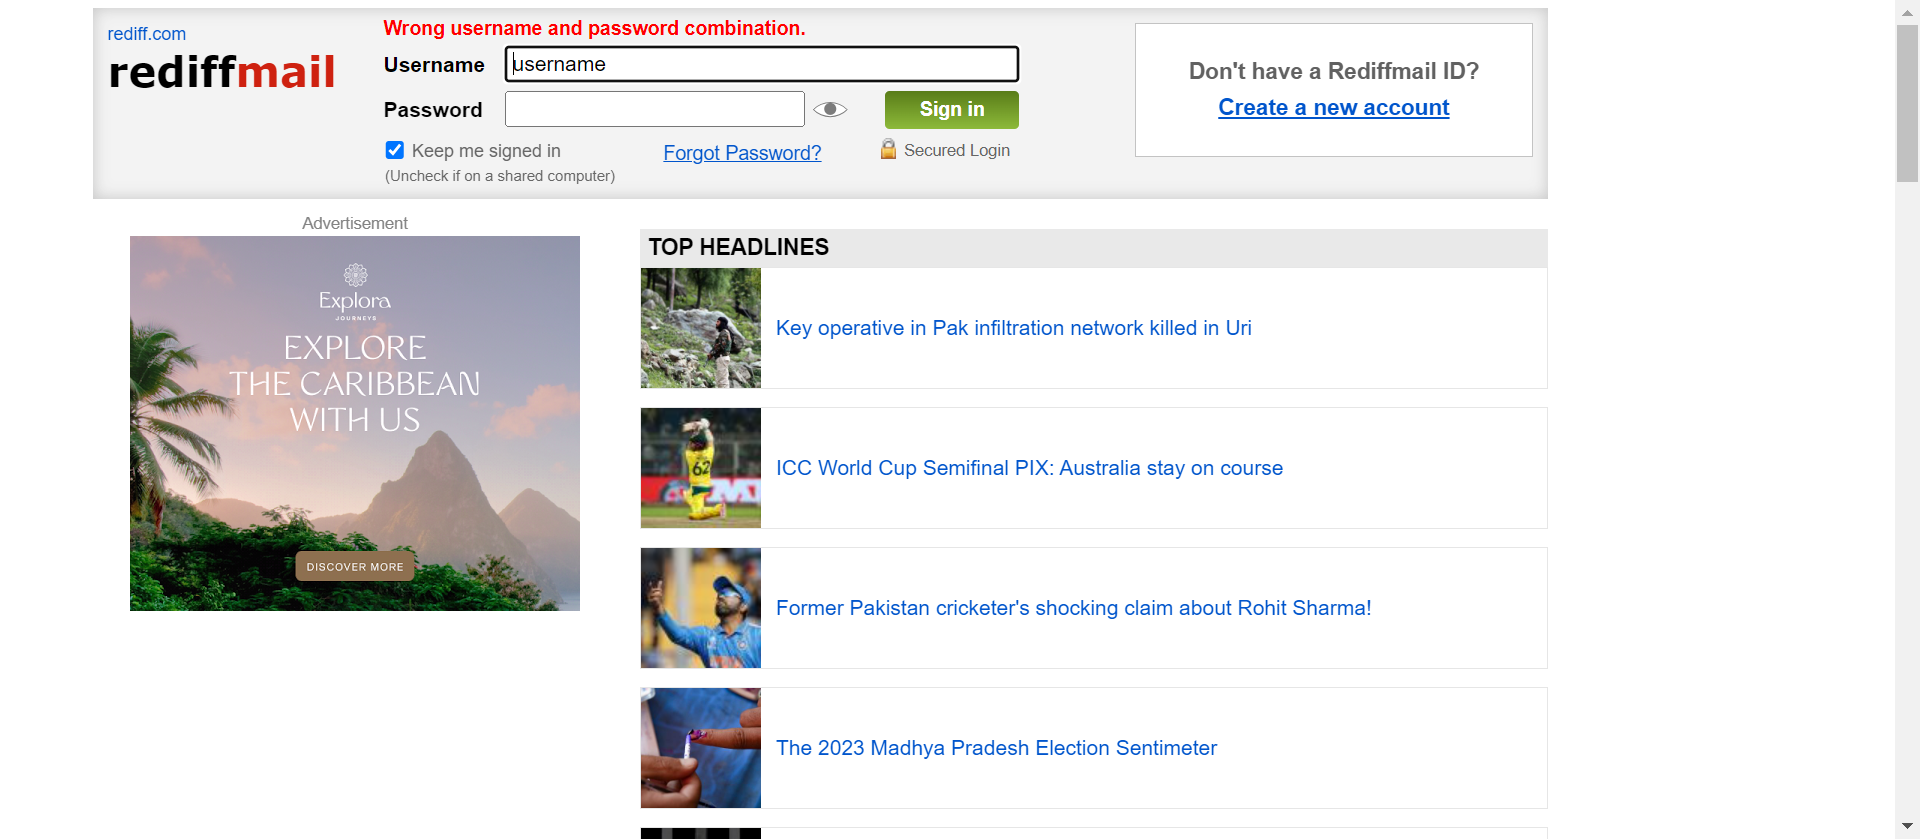 rediff.com
rediffmail
Wrong username and password combination.
Username
username
Password
Sign in
Keep me signed in
(Uncheck if on a shared computer)
Forgot Password?
Secured Login
Don't have a Rediffmail ID?
Create a new account
Advertisement
Explora
JOURNEYS
EXPLORE
THE CARIBBEAN
WITH US
DISCOVER MORE
TOP HEADLINES
Key operative in Pak infiltration network killed in Uri
62
ICC World Cup Semifinal PIX: Australia stay on course
Former Pakistan cricketer's shocking claim about Rohit Sharma!
The 2023 Madhya Pradesh Election Sentimeter